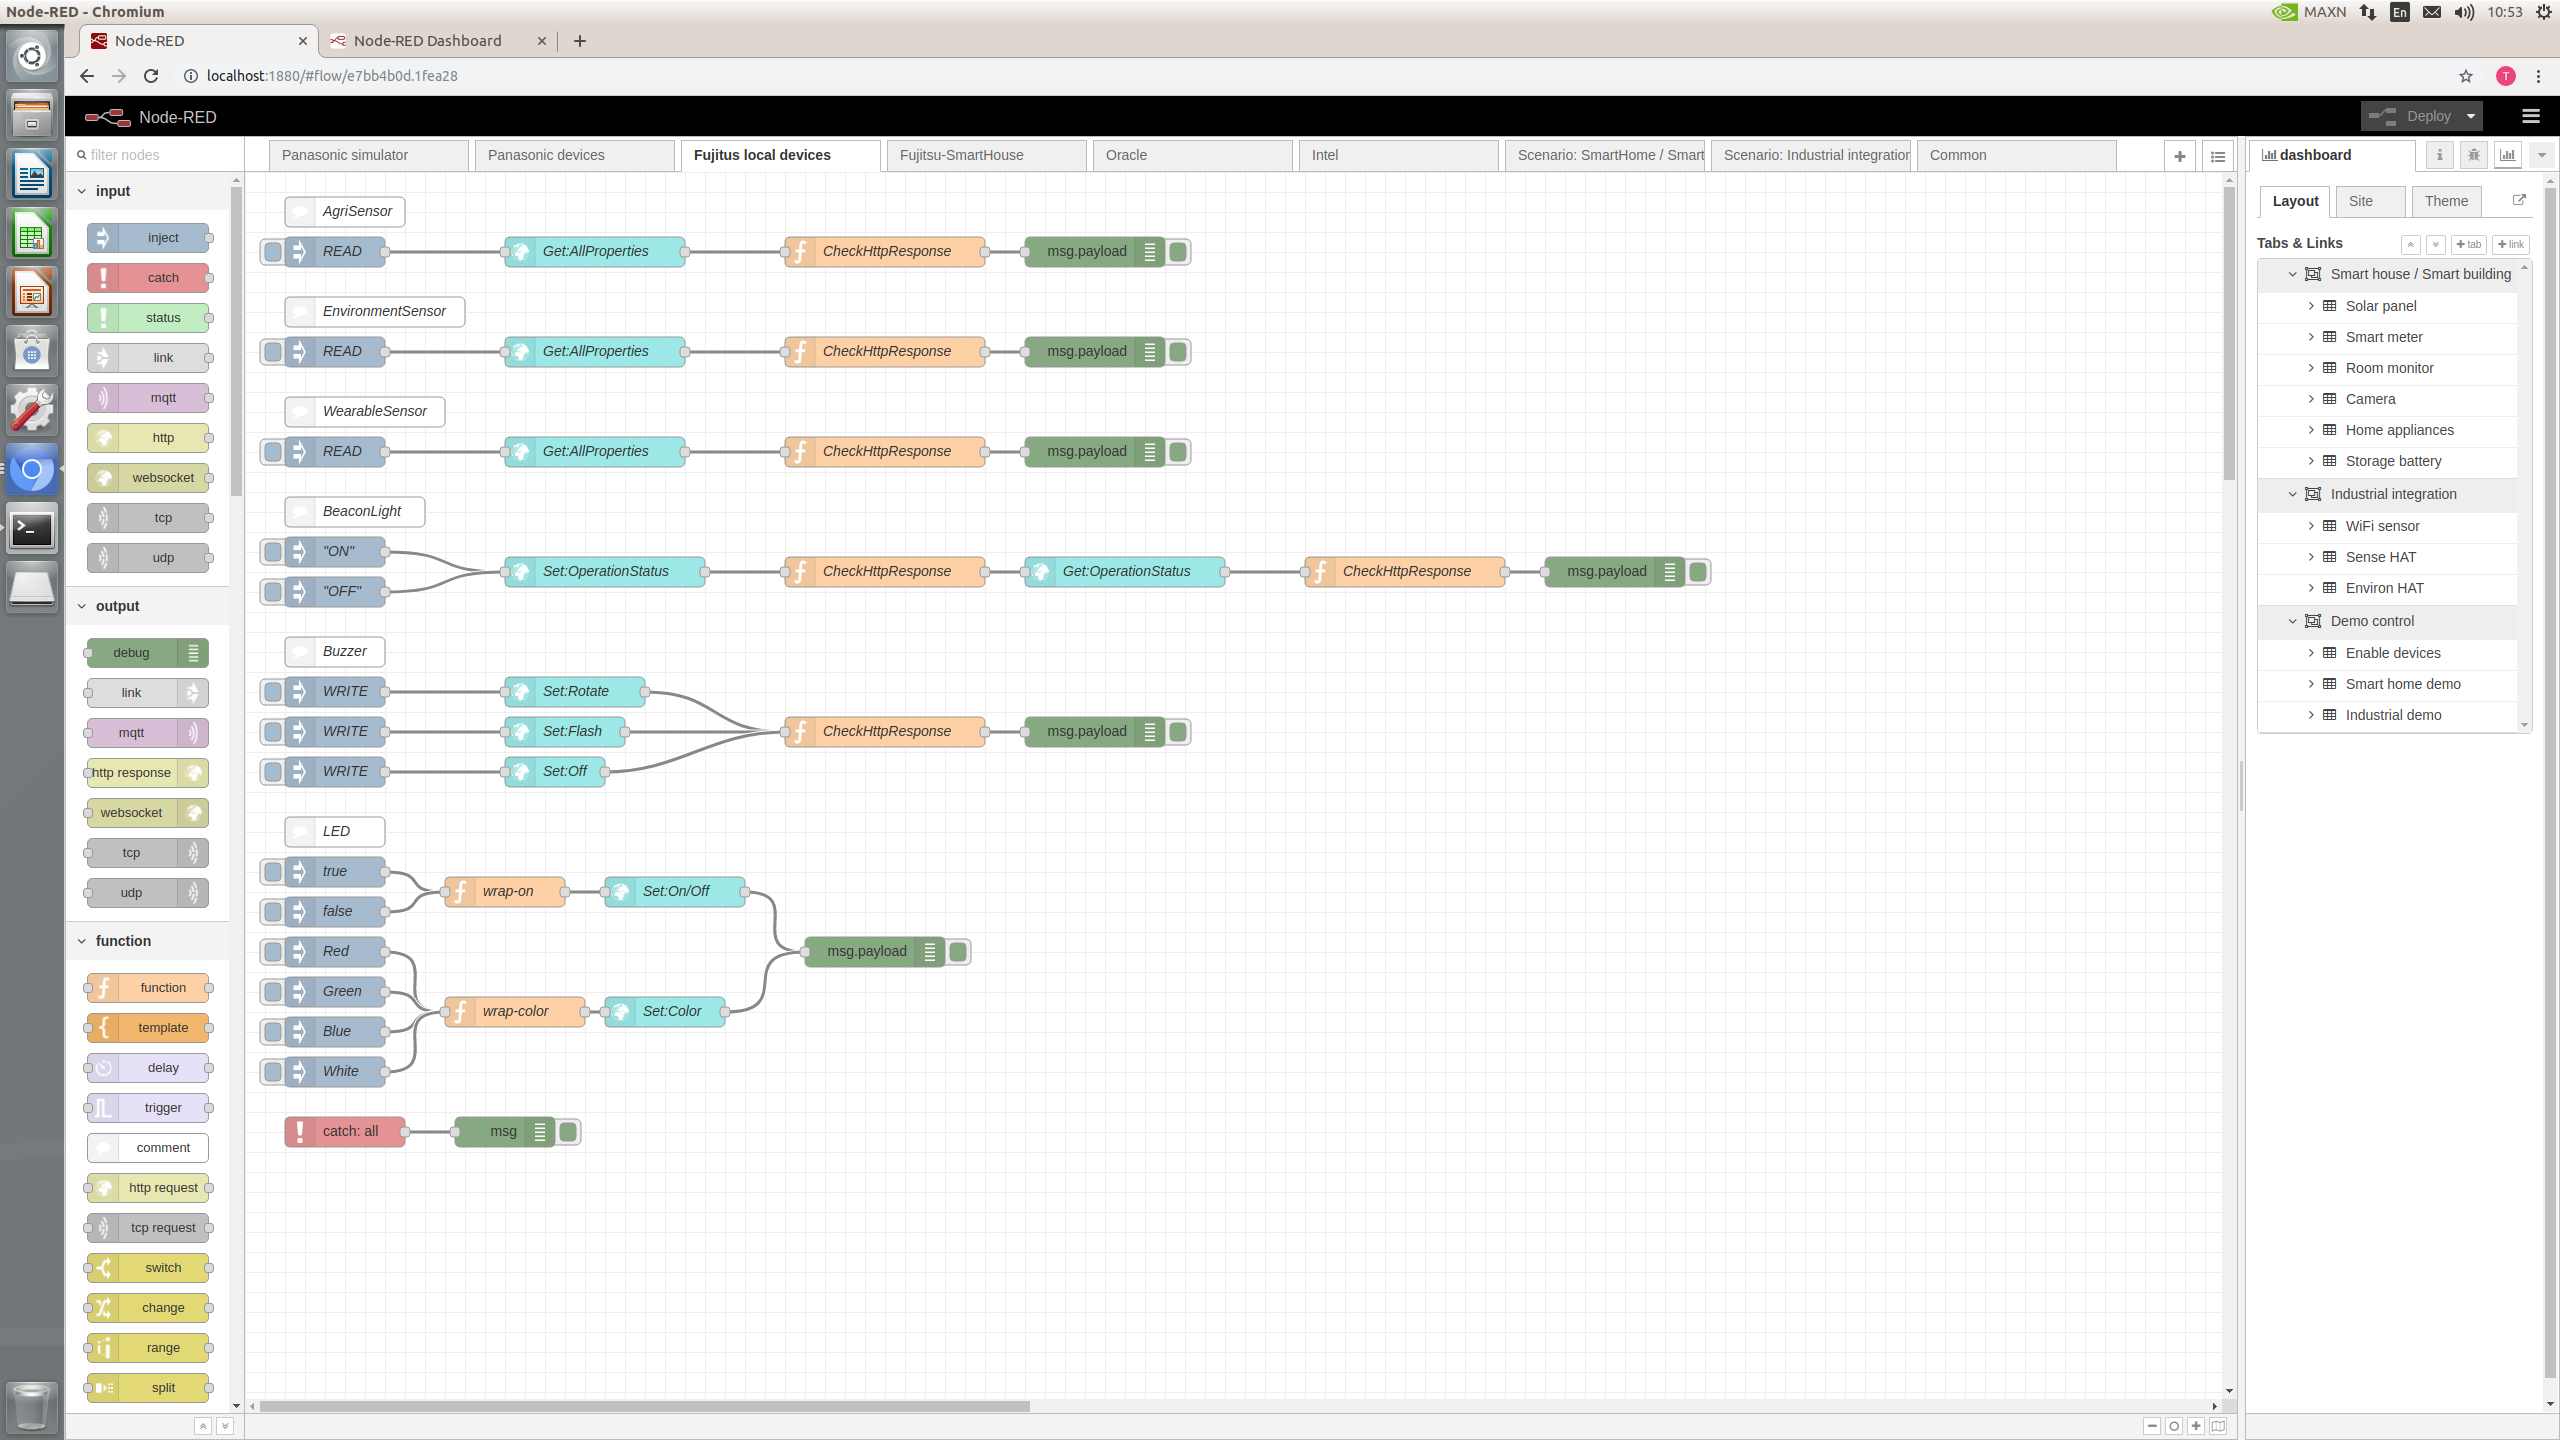 Node-RED - Chromium
MAXN
En
10:53
Node-RED
Node-RED Dashboard
localhost:1880/#flow/e7bb4b0d.1fea28
T
Node-RED
Deploy
filter nodes
Panasonic simulator
Panasonic devices
Fujitus local devices
Fujitsu-SmartHouse
Oracle
Intel
Scenario: SmartHome / Smart
Scenario: Industrial integration
Common
dashboard
Layout
Site
Theme
Tabs & Links
tab
link
Smart house / Smart building
Solar panel
Smart meter
Room monitor
Camera
Home appliances
Storage battery
Industrial integration
WiFi sensor
Sense HAT
Environ HAT
Demo control
Enable devices
Smart home demo
Industrial demo
input
inject
catch
status
link
mqtt
http
websocket
tcp
udp
output
debug
link
mqtt
http response
websocket
tcp
udp
function
function
template
delay
trigger
comment
http request
tcp request
switch
change
range
split
AgriSensor
READ
Get:AllProperties
CheckHttpResponse
msg.payload
EnvironmentSensor
READ
Get:AllProperties
CheckHttpResponse
msg.payload
WearableSensor
READ
Get:AllProperties
CheckHttpResponse
msg.payload
BeaconLight
"ON"
"OFF"
Set:OperationStatus
CheckHttpResponse
Get:OperationStatus
CheckHttpResponse
msg.payload
Buzzer
WRITE
Set:Rotate
WRITE
Set:Flash
CheckHttpResponse
msg.payload
WRITE
Set:Off
LED
true
false
wrap-on
Set:On/Off
Red
Green
Blue
White
wrap-color
Set:Color
msg.payload
catch: all
msg